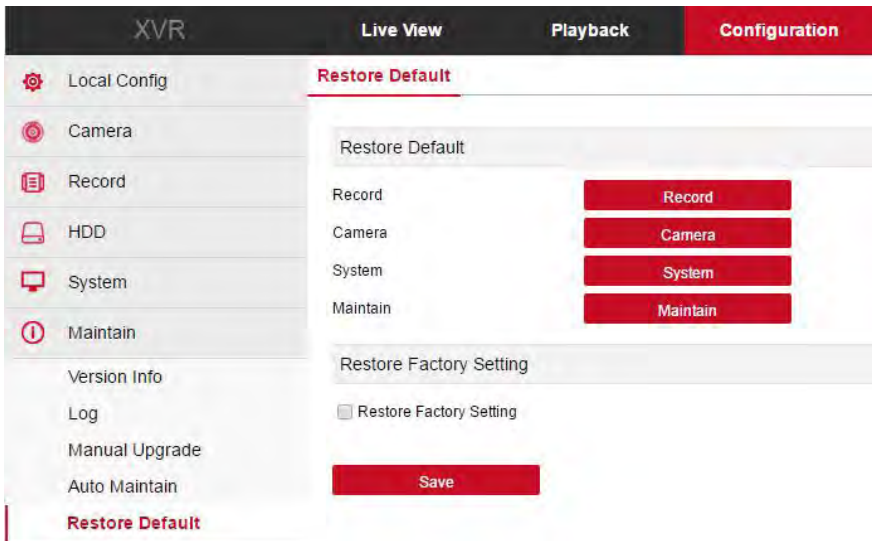 XVR
Live View
Playback
Configuration
Local Config
Camera
Record
HDD
System
Maintain
Version Info
Log
Manual Upgrade
Auto Maintain
Restore Default
Restore Default
Restore Default
Record Record
Camera Camera
System System
Maintain Maintain
Restore Factory Setting
Restore Factory Setting
Save